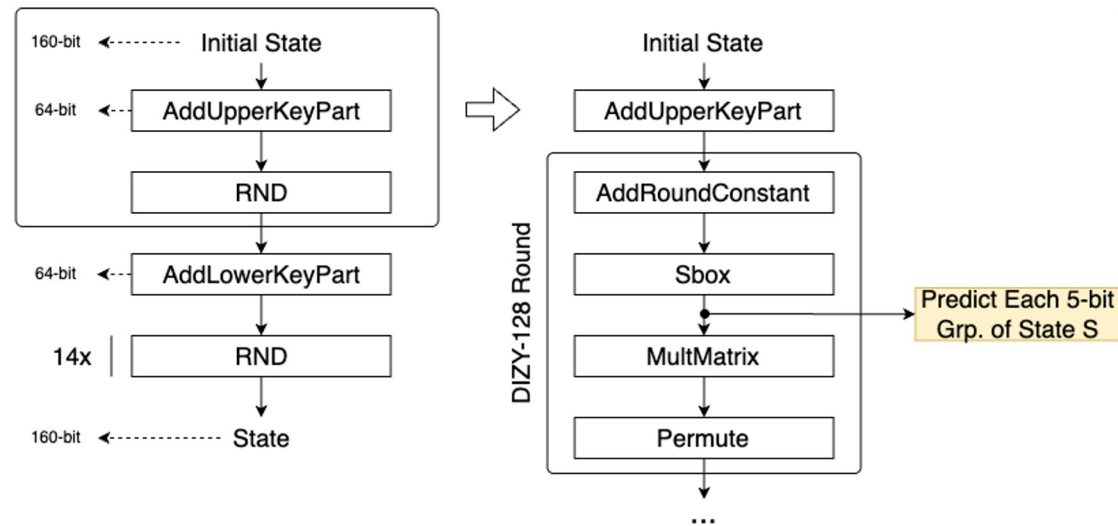 160-bit
Initial State
64-bit
AddUpperKeyPart
RND
64-bit
AddLowerKeyPart
14x
RND
160-bit
State
Initial State
AddUpperKeyPart
DIZY-128 Round
AddRoundConstant
Sbox
Predict Each 5-bit
Grp. of State S
MultMatrix
Permute
...